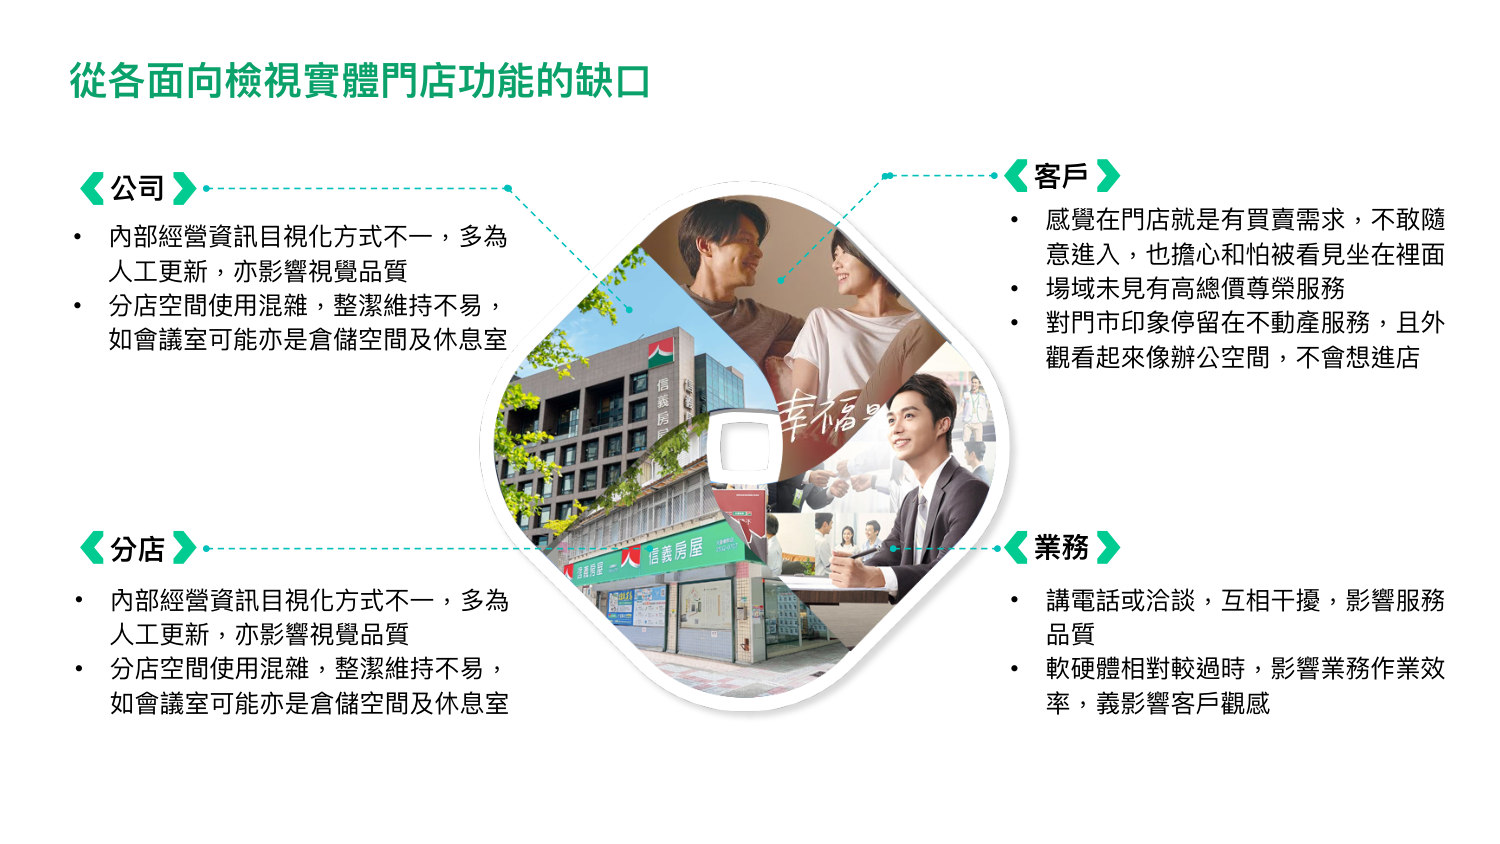 從各面向檢視實體門店功能的缺口
公司
• 內部經營資訊目視化方式不一，多為
人工更新，亦影響視覺品質
• 分店空間使用混雜，整潔維持不易，
如會議室可能亦是倉儲空間及休息室
客戶
• 感覺在門店就是有買賣需求，不敢隨
意進入，也擔心和怕被看見坐在裡面
• 場域未見有高總價尊榮服務
• 對門市印象停留在不動產服務，且外
觀看起來像辦公空間，不會想進店
信義房屋
幸福
信義房屋
信義房屋
分店
• 內部經營資訊目視化方式不一，多為
人工更新，亦影響視覺品質
• 分店空間使用混雜，整潔維持不易，
如會議室可能亦是倉儲空間及休息室
業務
• 講電話或洽談，互相干擾，影響服務
品質
• 軟硬體相對較過時，影響業務作業效
率，義影響客戶觀感